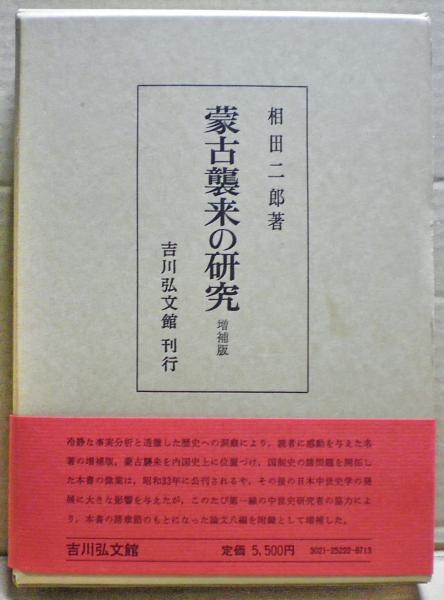 相田二郎著
蒙古襲来の研究 増補版
吉川弘文館 刊行
冷静な事実分析と透徹した歴史への洞察により、読者に感動を与えた名
著の増補版。蒙古襲来を内国史上に位置づけ、国制史の諸問題を開拓し
た本書の偉業は、昭和33年に公刊されるや、その後の日本中世史学の発
展に大きな影響を与えたが、このたび第一線の中世史研究者の協力によ
り、本書の諸章節のもとになった論文八編を附録として増補した。
吉川弘文館 定価 5,500円 3021-25222-8713